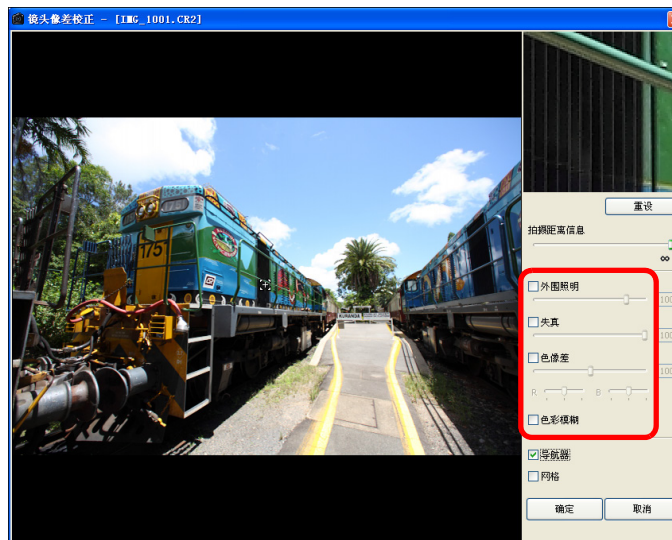 镜头像差校正 - [IMG_1001.CR2]
175
KURANDA
重设
拍摄距离信息
∞
外围照明
100
失真
100
色像差
100
R B
色彩模糊
导航器
网格
确定 取消